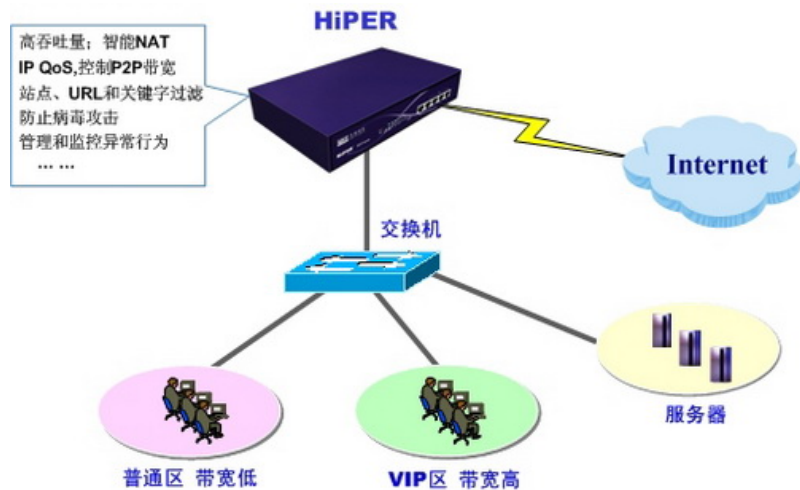 HiPER
高吞吐量；智能NAT
IP QoS,控制P2P带宽
站点、URL和关键字过滤
防止病毒攻击
管理和监控异常行为
... ...
Internet
交换机
服务器
普通区 带宽低
VIP区 带宽高